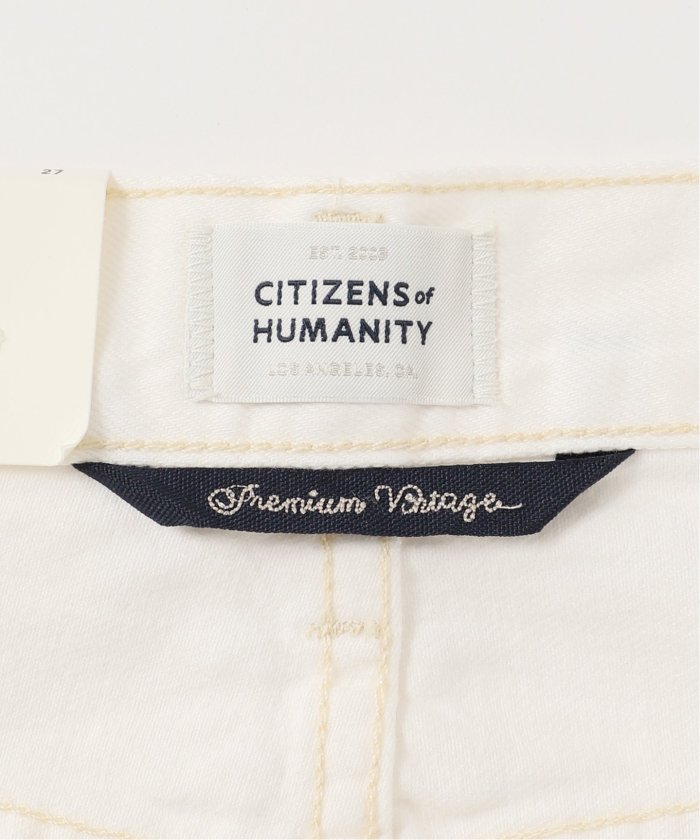 27
EST. 2003
CITIZENS of
HUMANITY
LOS ANGELES, CA.
Premium Vintage